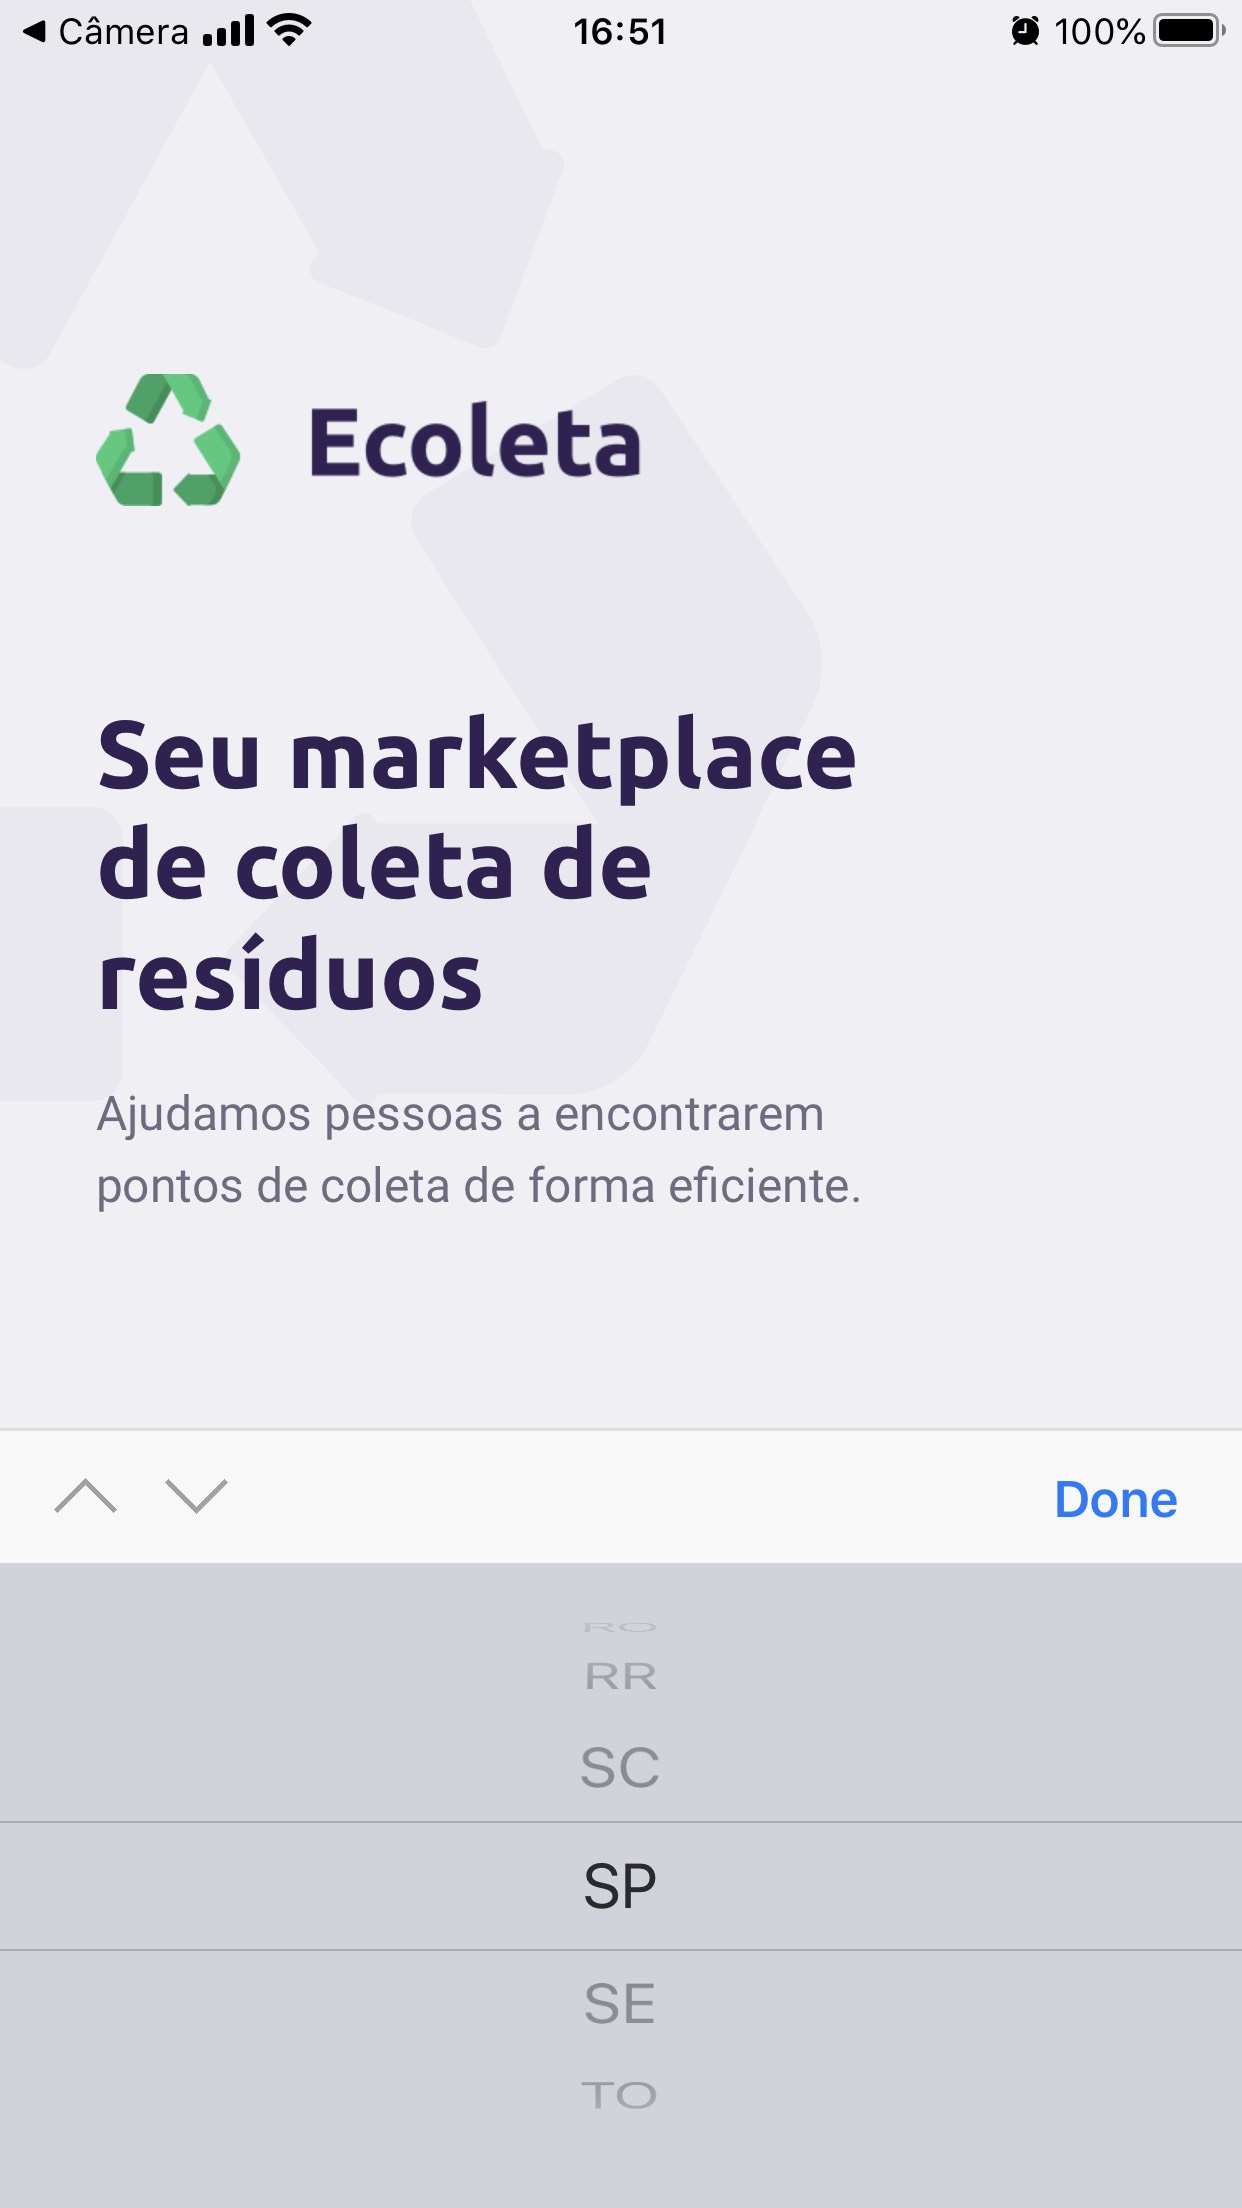 Câmera
16:51
100%
Ecoleta
Seu marketplace
de coleta de
resíduos
Ajudamos pessoas a encontrarem
pontos de coleta de forma eficiente.
Done
RO
RR
SC
SP
SE
TO